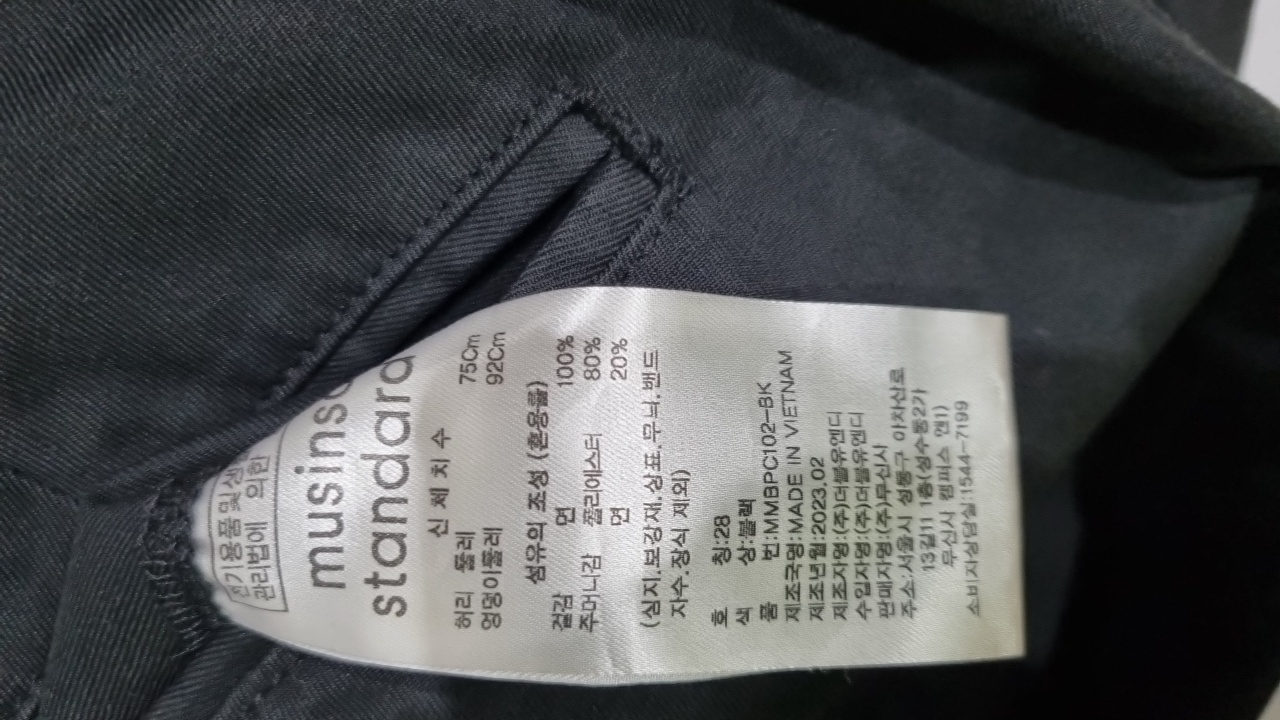 전기용품및생
관리법에 의한
musinsa
standard
신 체 치 수
허리 둘레 75Cm
엉덩이둘레 92Cm
섬유의 조성 (혼용률)
겉감 면 100%
주머니감 폴리에스터 80%
면 20%
(심지.보강재.상표.무늬.밴드
자수.장식 제외)
호 칭:28
색 상:블랙
품 번:MMBPC102-BK
제조국명:MADE IN VIETNAM
제조년월:2023.02
제조자명:(주)더블유엔디
수입자명:(주)더블유엔디
판매자명:(주)무신사
주소:서울시 성동구 아차산로
13길11 1층(성수동2가
무신사 캠퍼스 엔1)
소비자상담실:1544-7199